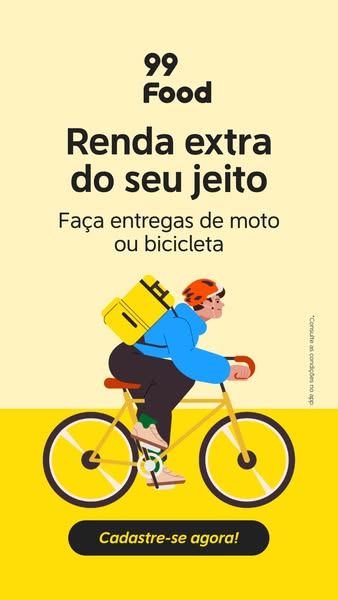 99
Food
Renda extra
do seu jeito
Faça entregas de moto
ou bicicleta
*Consulte as condições no app
Cadastre-se agora!